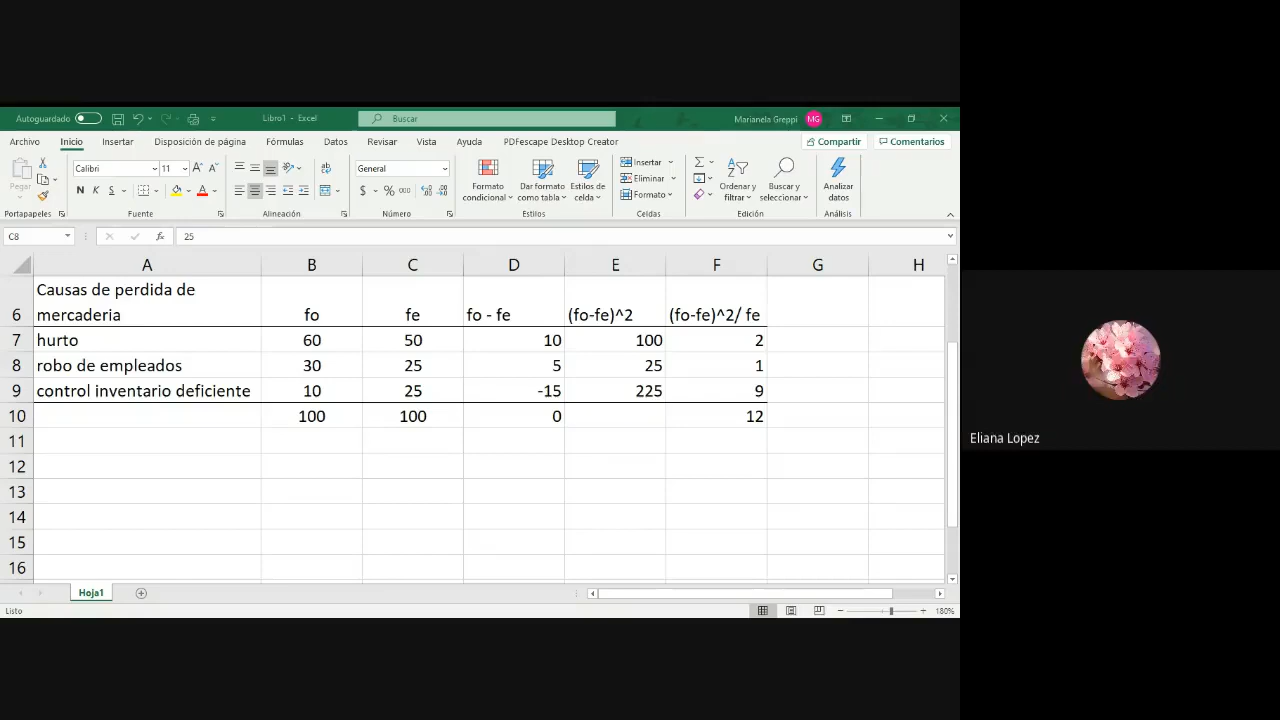 Autoguardado Libro1 - Excel Buscar Marianela Greppi MG
Archivo Inicio Insertar Disposición de página Fórmulas Datos Revisar Vista Ayuda PDFescape Desktop Creator Compartir Comentarios
Pegar Calibri 11 General Insertar Eliminar Formato
N K S $ % 000
Formato condicional Dar formato como tabla Estilos de celda Ordenar y filtrar Buscar y seleccionar Analizar datos
Portapapeles Fuente Alineación Número Estilos Celdas Edición Análisis
C8 fx 25
A B C D E F G H
Causas de perdida de
6 mercaderia fo fe fo - fe (fo-fe)^2 (fo-fe)^2/ fe
7 hurto 60 50 10 100 2
8 robo de empleados 30 25 5 25 1
9 control inventario deficiente 10 25 -15 225 9
10 100 100 0 12
11
12
13
14
15
16
Hoja1
Listo 180%
Eliana Lopez